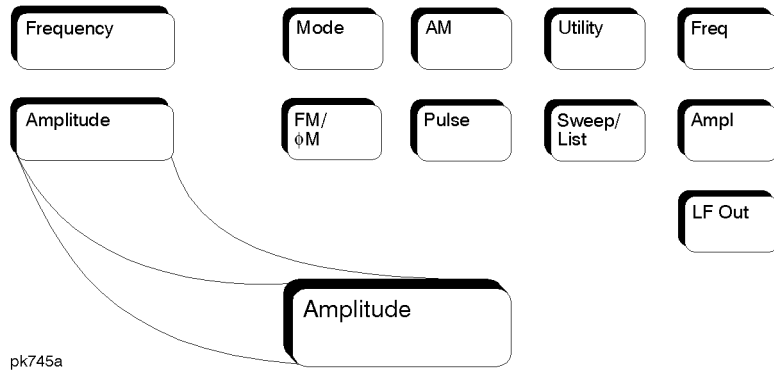 Frequency
Mode
AM
Utility
Freq
Amplitude
FM/
ϕM
Pulse
Sweep/
List
Ampl
LF Out
Amplitude
pk745a